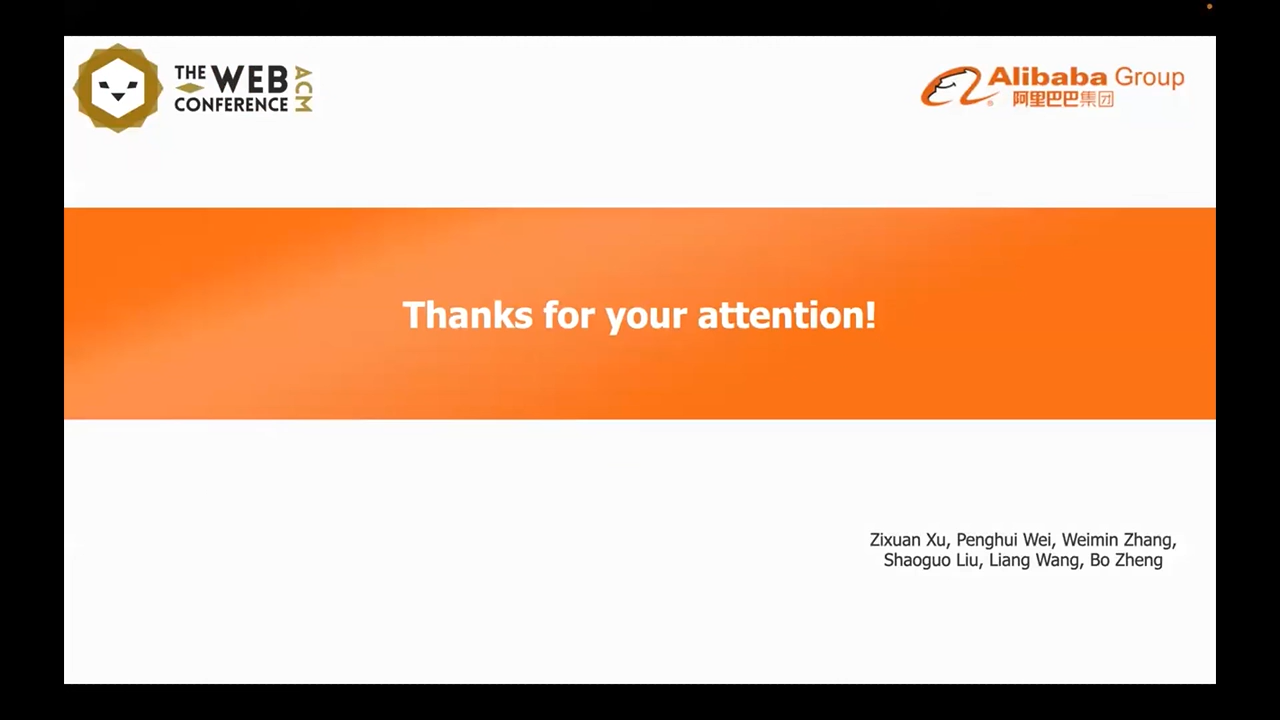 THE WEB
CONFERENCE
ACM
Alibaba Group
阿里巴巴集团
Thanks for your attention!
Zixuan Xu, Penghui Wei, Weimin Zhang,
Shaoguo Liu, Liang Wang, Bo Zheng